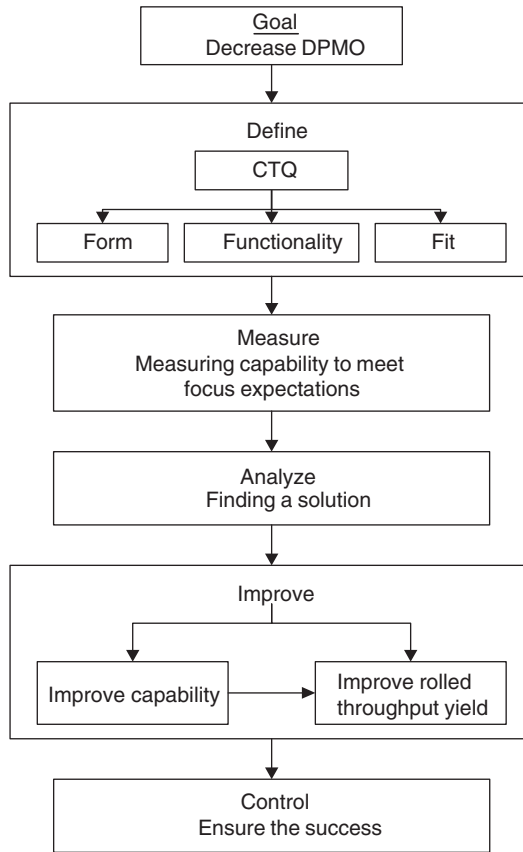 Goal
Decrease DPMO
Define
CTQ
Form
Functionality
Fit
Measure
Measuring capability to meet
focus expectations
Analyze
Finding a solution
Improve
Improve capability
Improve rolled
throughput yield
Control
Ensure the success